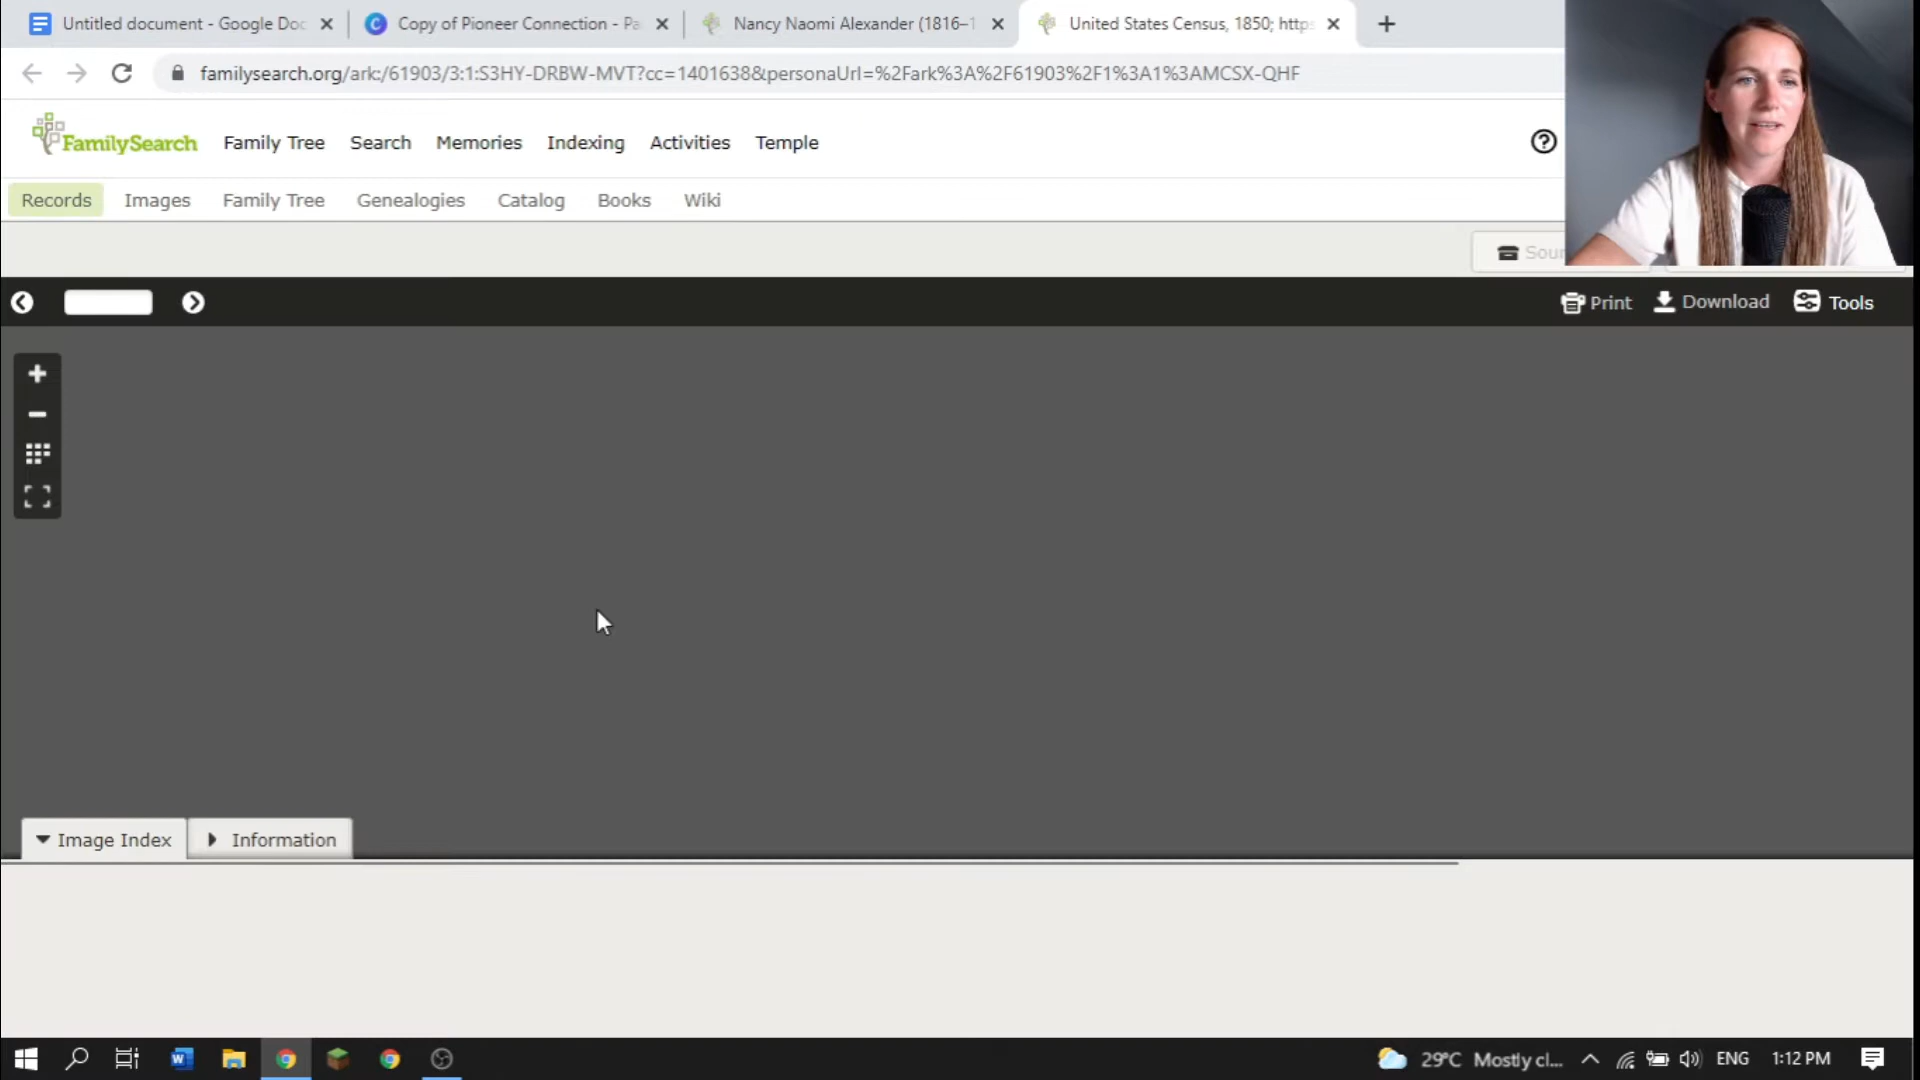 Untitled document - Google Doc
Copy of Pioneer Connection - Pa
Nancy Naomi Alexander (1816–1
United States Census, 1850; https
familysearch.org/ark:/61903/3:1:S3HY-DRBW-MVT?cc=1401638&personaUrl=%2Fark%3A%2F61903%2F1%3A1%3AMCSX-QHF
FamilySearch Family Tree Search Memories Indexing Activities Temple
Records Images Family Tree Genealogies Catalog Books Wiki
Sour
Print Download Tools
Image Index Information
29°C Mostly cl... ENG 1:12 PM